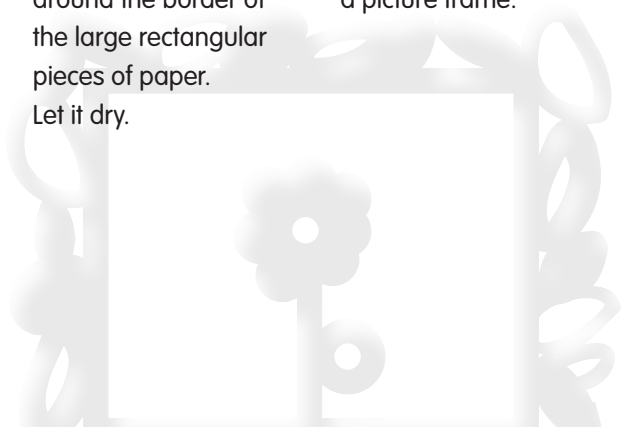 around the border of
the large rectangular
pieces of paper.
Let it dry.
a picture frame.